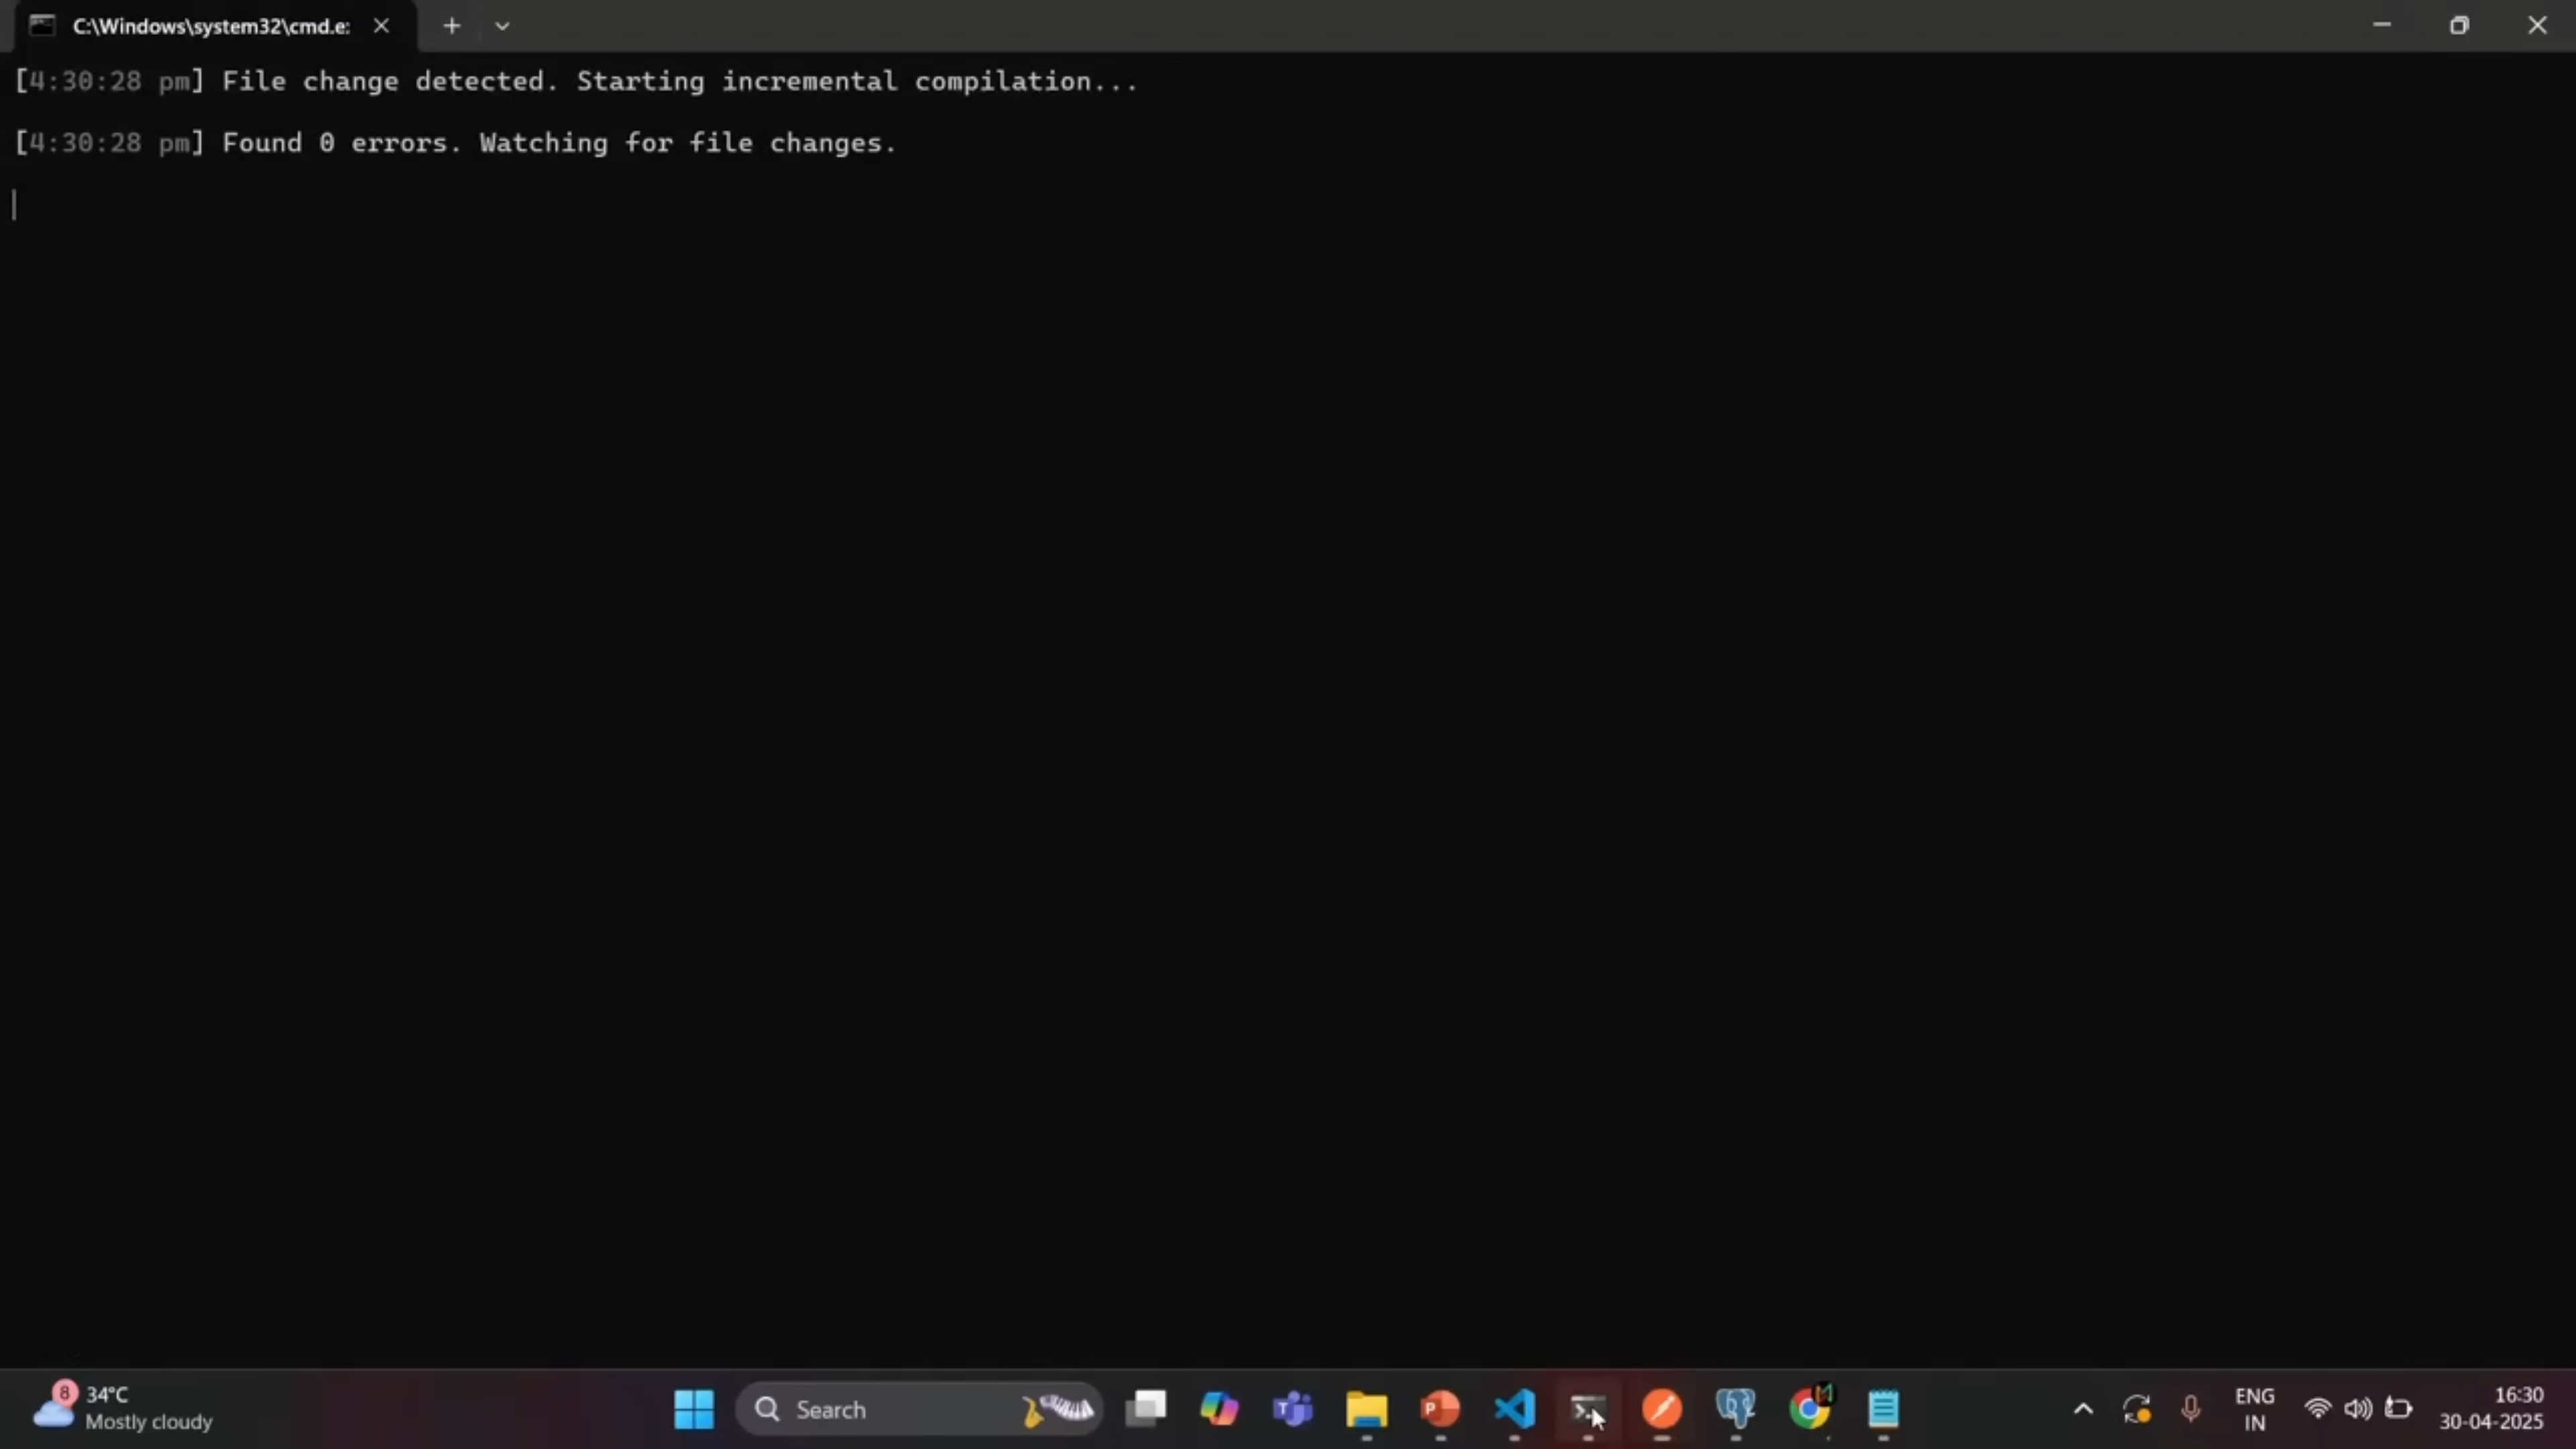 C:\Windows\system32\cmd.e:
[4:30:28 pm] File change detected. Starting incremental compilation...
[4:30:28 pm] Found 0 errors. Watching for file changes.
8
34°C
Mostly cloudy
Search
ENG
IN
16:30
30-04-2025